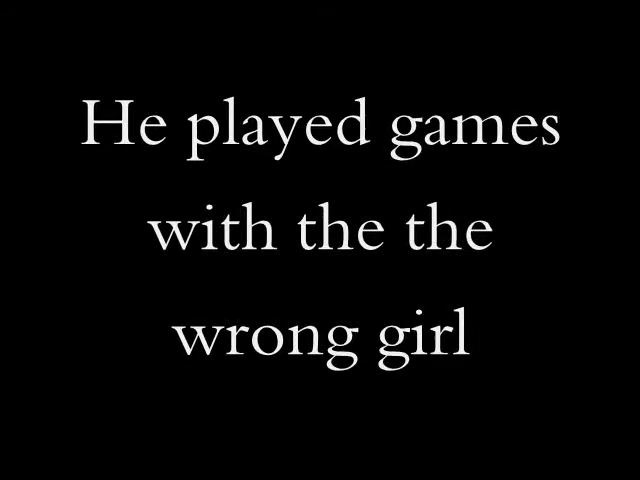 He played games
with the the
wrong girl